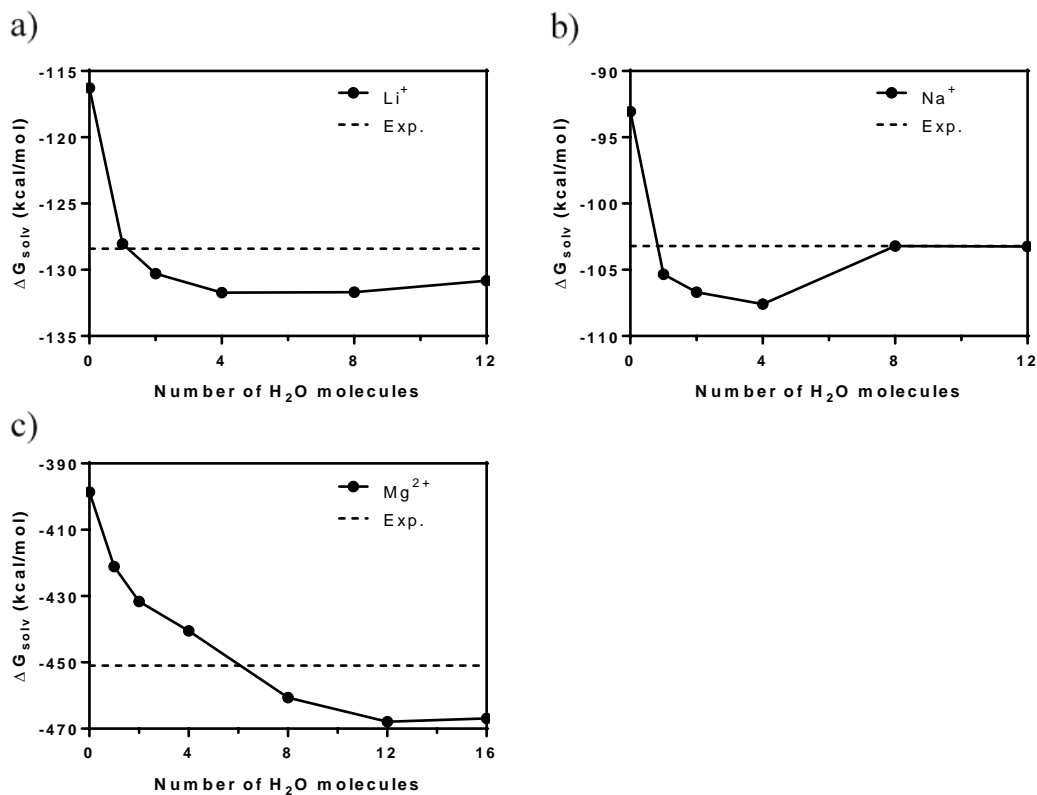 a)
-115
-120
-125
-130
-135
ΔG_solv (kcal/mol)
Li⁺
Exp.
0 4 8 12
Number of H₂O molecules
b)
-90
-95
-100
-105
-110
ΔG_solv (kcal/mol)
Na⁺
Exp.
0 4 8 12
Number of H₂O molecules
c)
-390
-410
-430
-450
-470
ΔG_solv (kcal/mol)
Mg²⁺
Exp.
0 4 8 12 16
Number of H₂O molecules